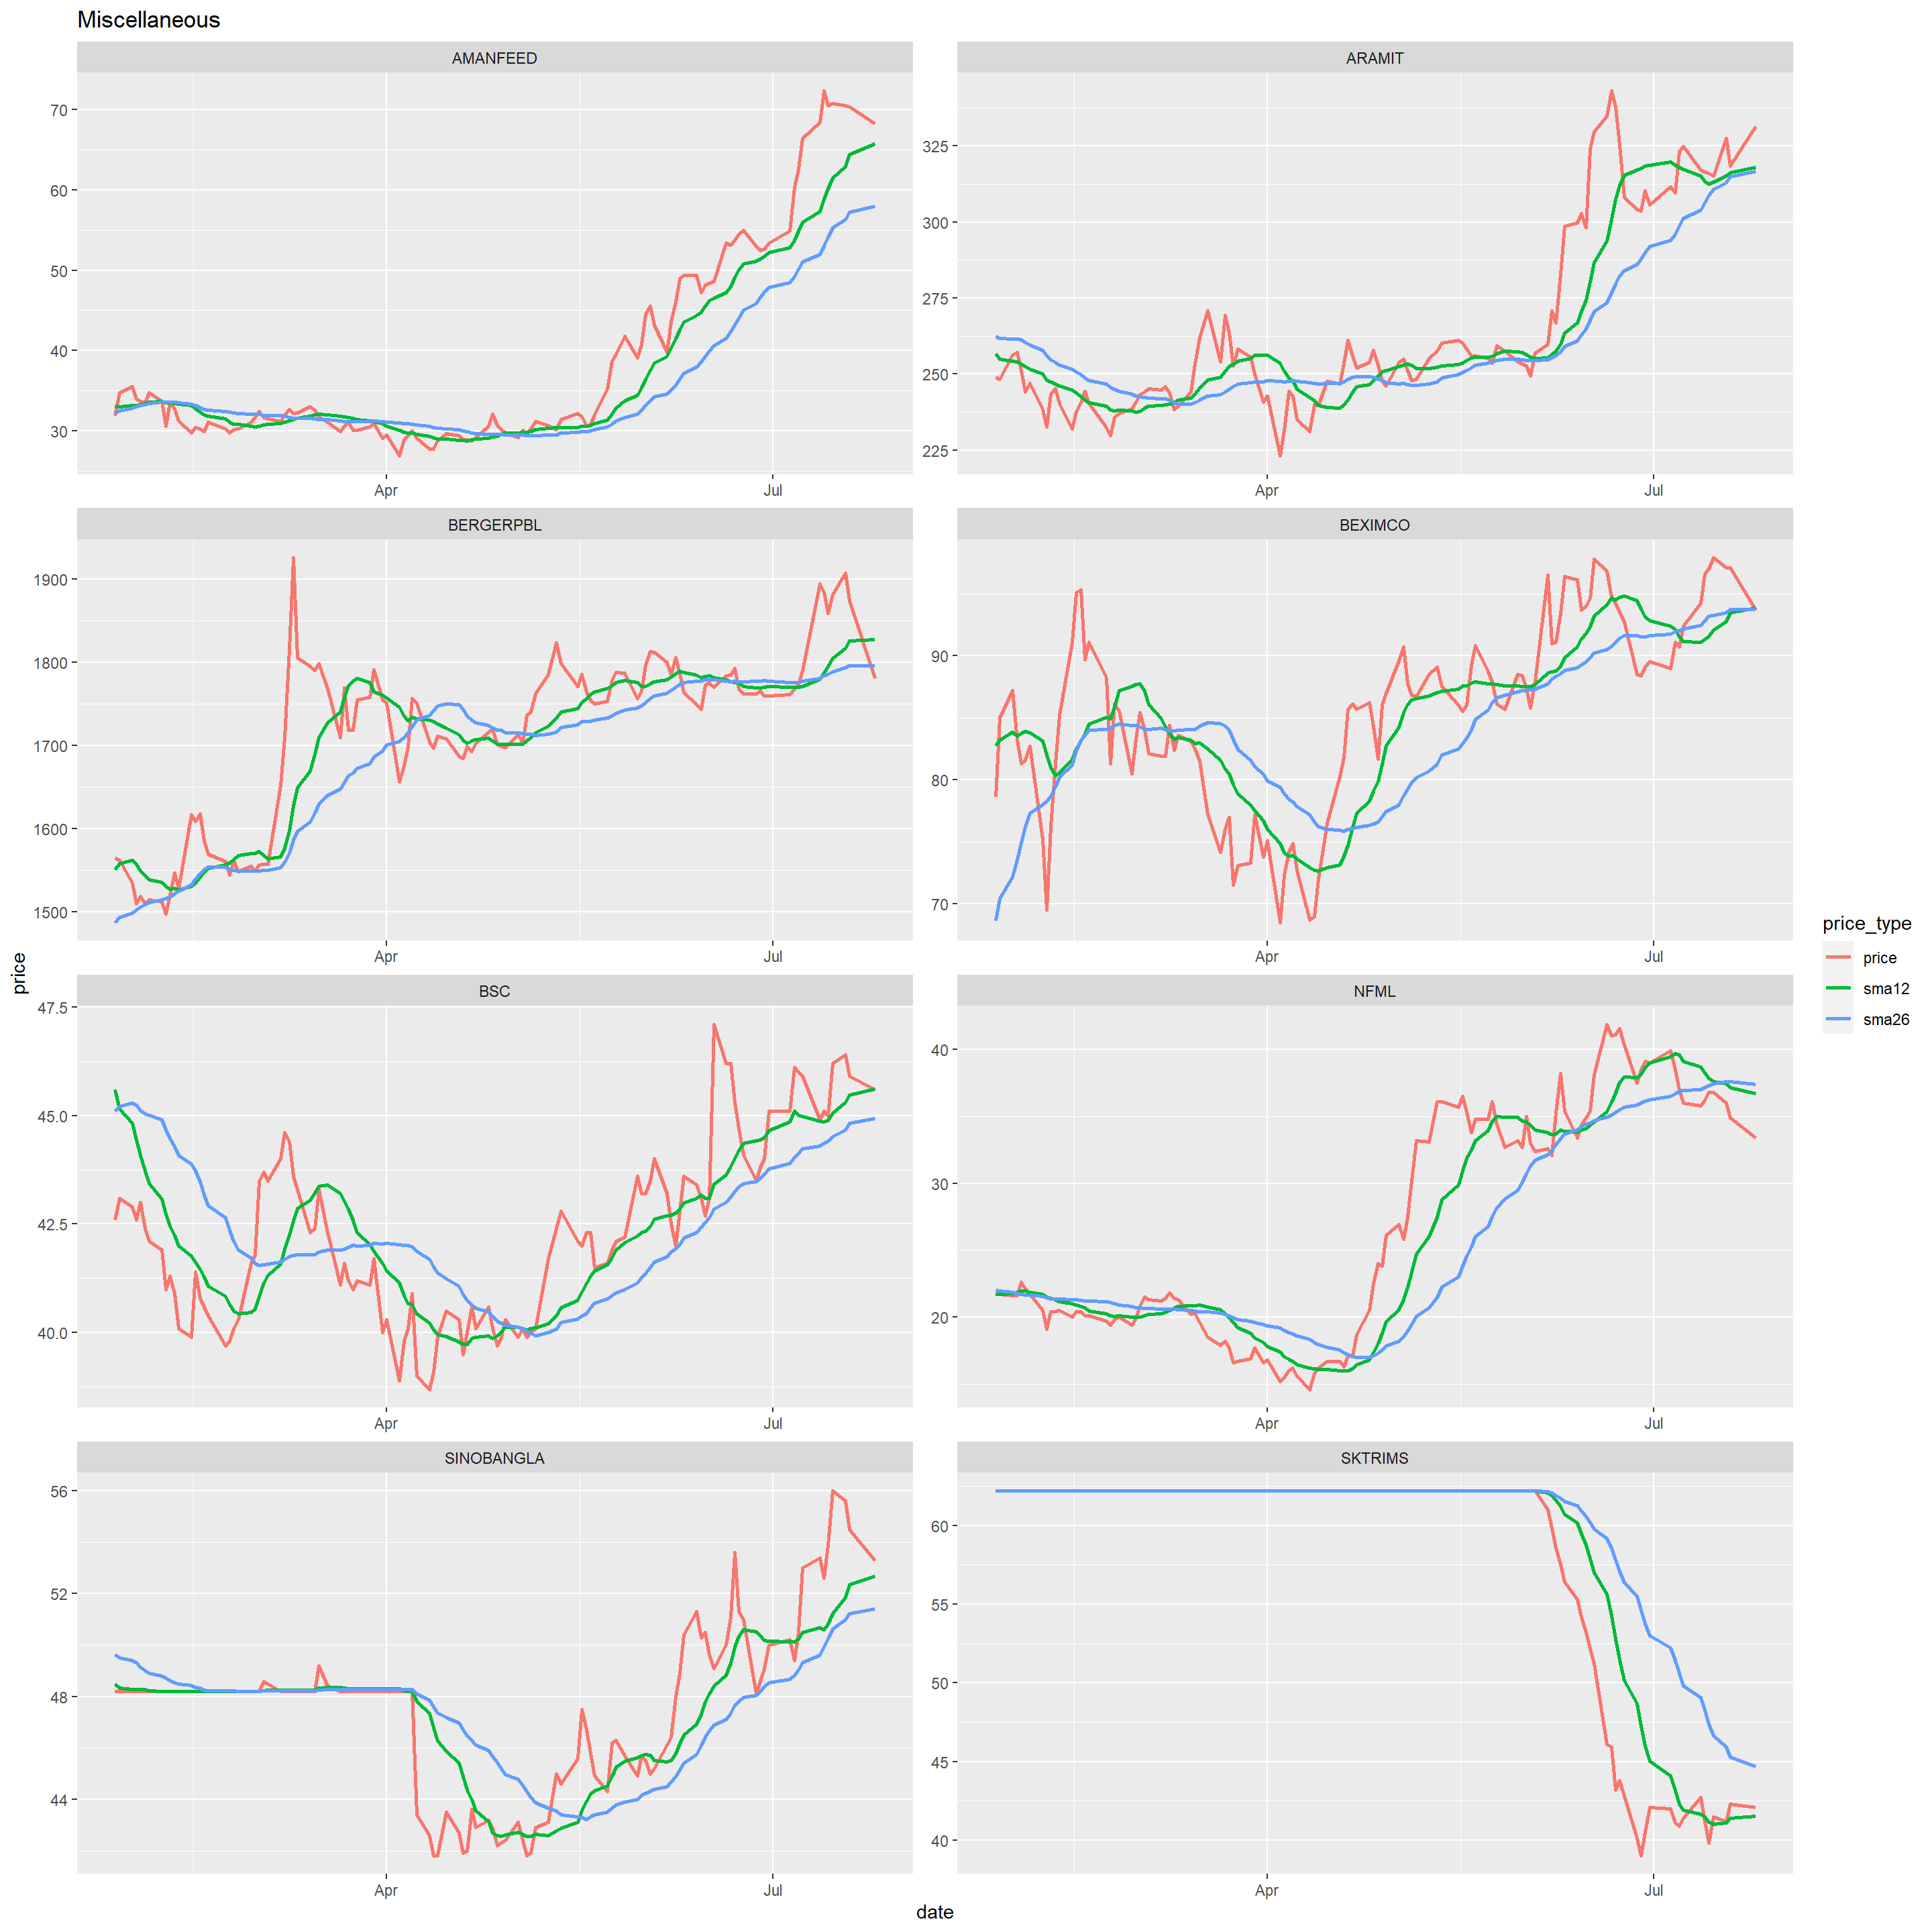 Miscellaneous
AMANFEED
ARAMIT
70
60
50
40
30
325
300
275
250
225
Apr
Jul
Apr
Jul
BERGERPBL
BEXIMCO
1900
1800
1700
1600
1500
90
80
70
Apr
Jul
Apr
Jul
BSC
NFML
47.5
45.0
42.5
40.0
40
30
20
Apr
Jul
Apr
Jul
SINOBANGLA
SKTRIMS
56
52
48
44
60
55
50
45
40
Apr
Jul
Apr
Jul
price
date
price_type
price
sma12
sma26